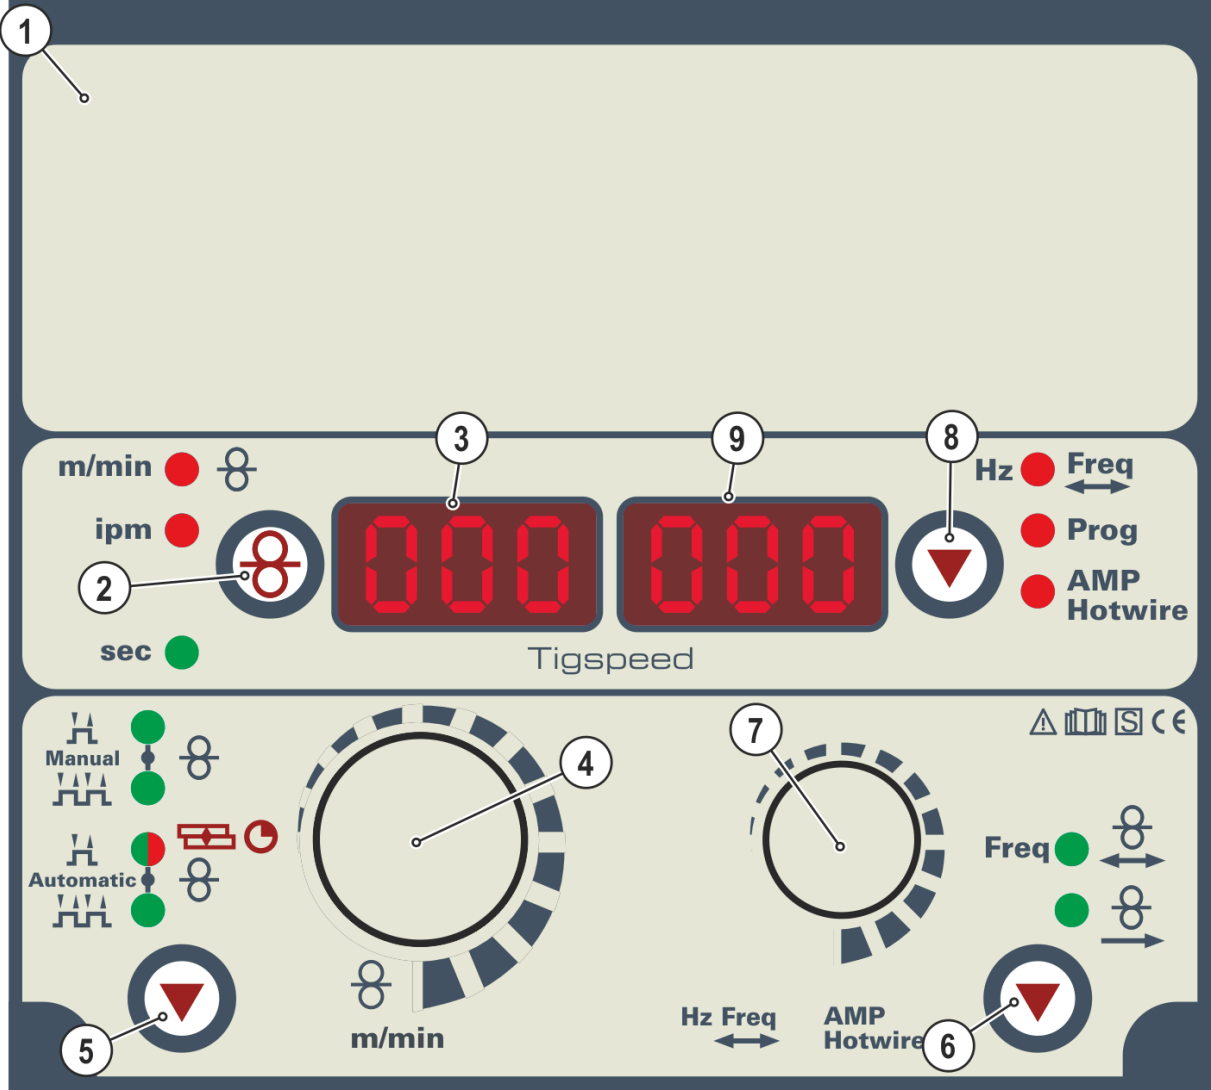 1
3
9
8
m/min
Hz
Freq
ipm
000
000
Prog
2
AMP
Hotwire
sec
Tigspeed
7
4
S CE
Manual
Automatic
Freq
5
m/min
Hz Freq
AMP
Hotwire
6